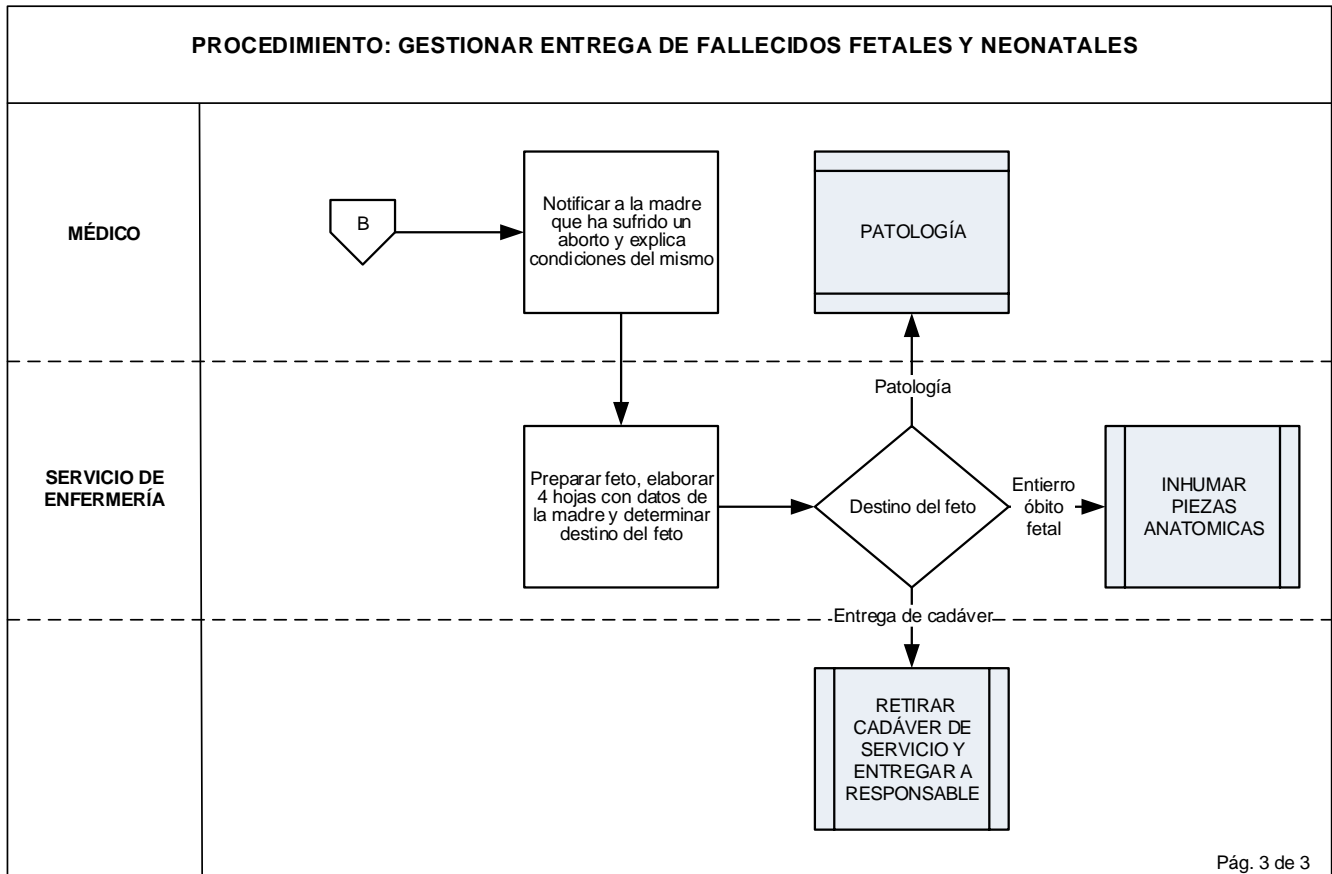 PROCEDIMIENTO: GESTIONAR ENTREGA DE FALLECIDOS FETALES Y NEONATALES
MÉDICO
B
Notificar a la madre
que ha sufrido un
aborto y explica
condiciones del mismo
PATOLOGÍA
Patología
SERVICIO DE
ENFERMERÍA
Preparar feto, elaborar
4 hojas con datos de
la madre y determinar
destino del feto
Destino del feto
Entierro
óbito
fetal
INHUMAR
PIEZAS
ANATOMICAS
Entrega de cadáver
RETIRAR
CADÁVER DE
SERVICIO Y
ENTREGAR A
RESPONSABLE
Pág. 3 de 3